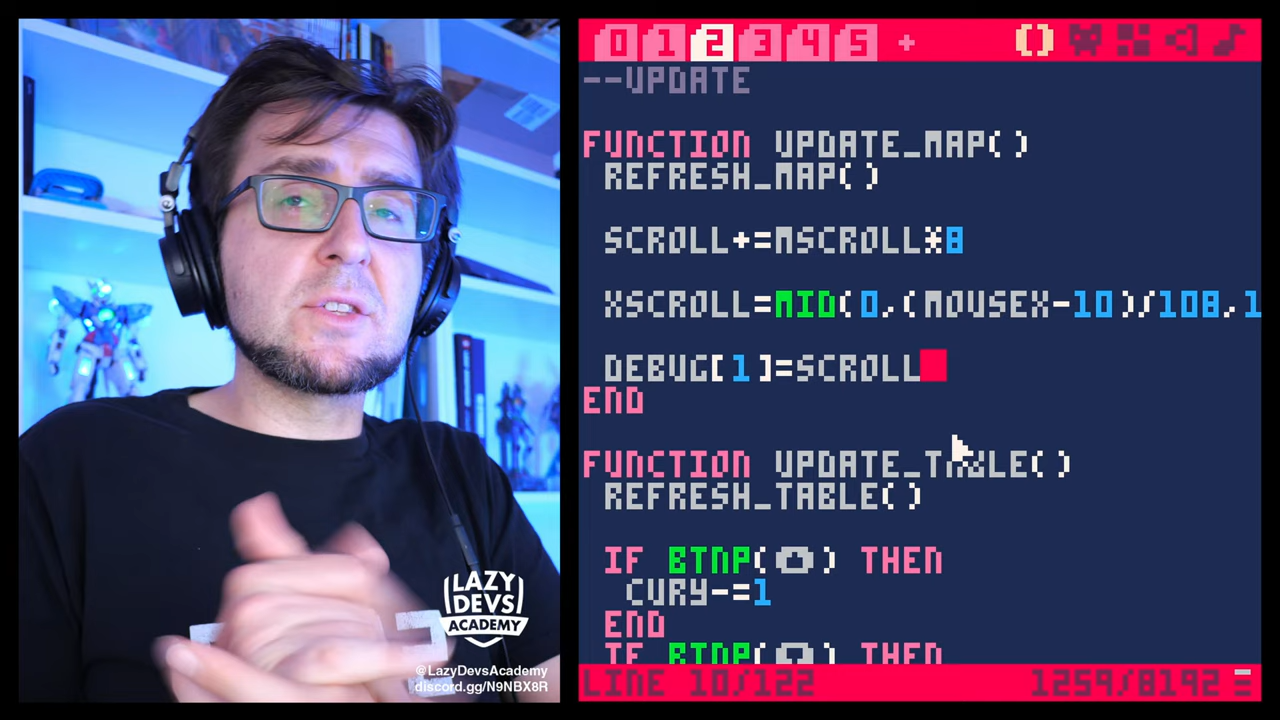 LAZY
DEVS
ACADEMY
@LazyDevsAcademy
discord.gg/N9NBX8R
0 1 2 3 4 5 +
--UPDATE
FUNCTION UPDATE_MAP()
REFRESH_MAP()
SCROLL+=MSCROLL*8
XSCROLL=MID(0,(MOUSEX-10)/108,1
DEBUG[1]=SCROLL
END
FUNCTION UPDATE_TABLE()
REFRESH_TABLE()
IF BTNP(⬆️) THEN
CURY-=1
END
IF BTNP(⬇️) THEN
LINE 10/122
1259/8192